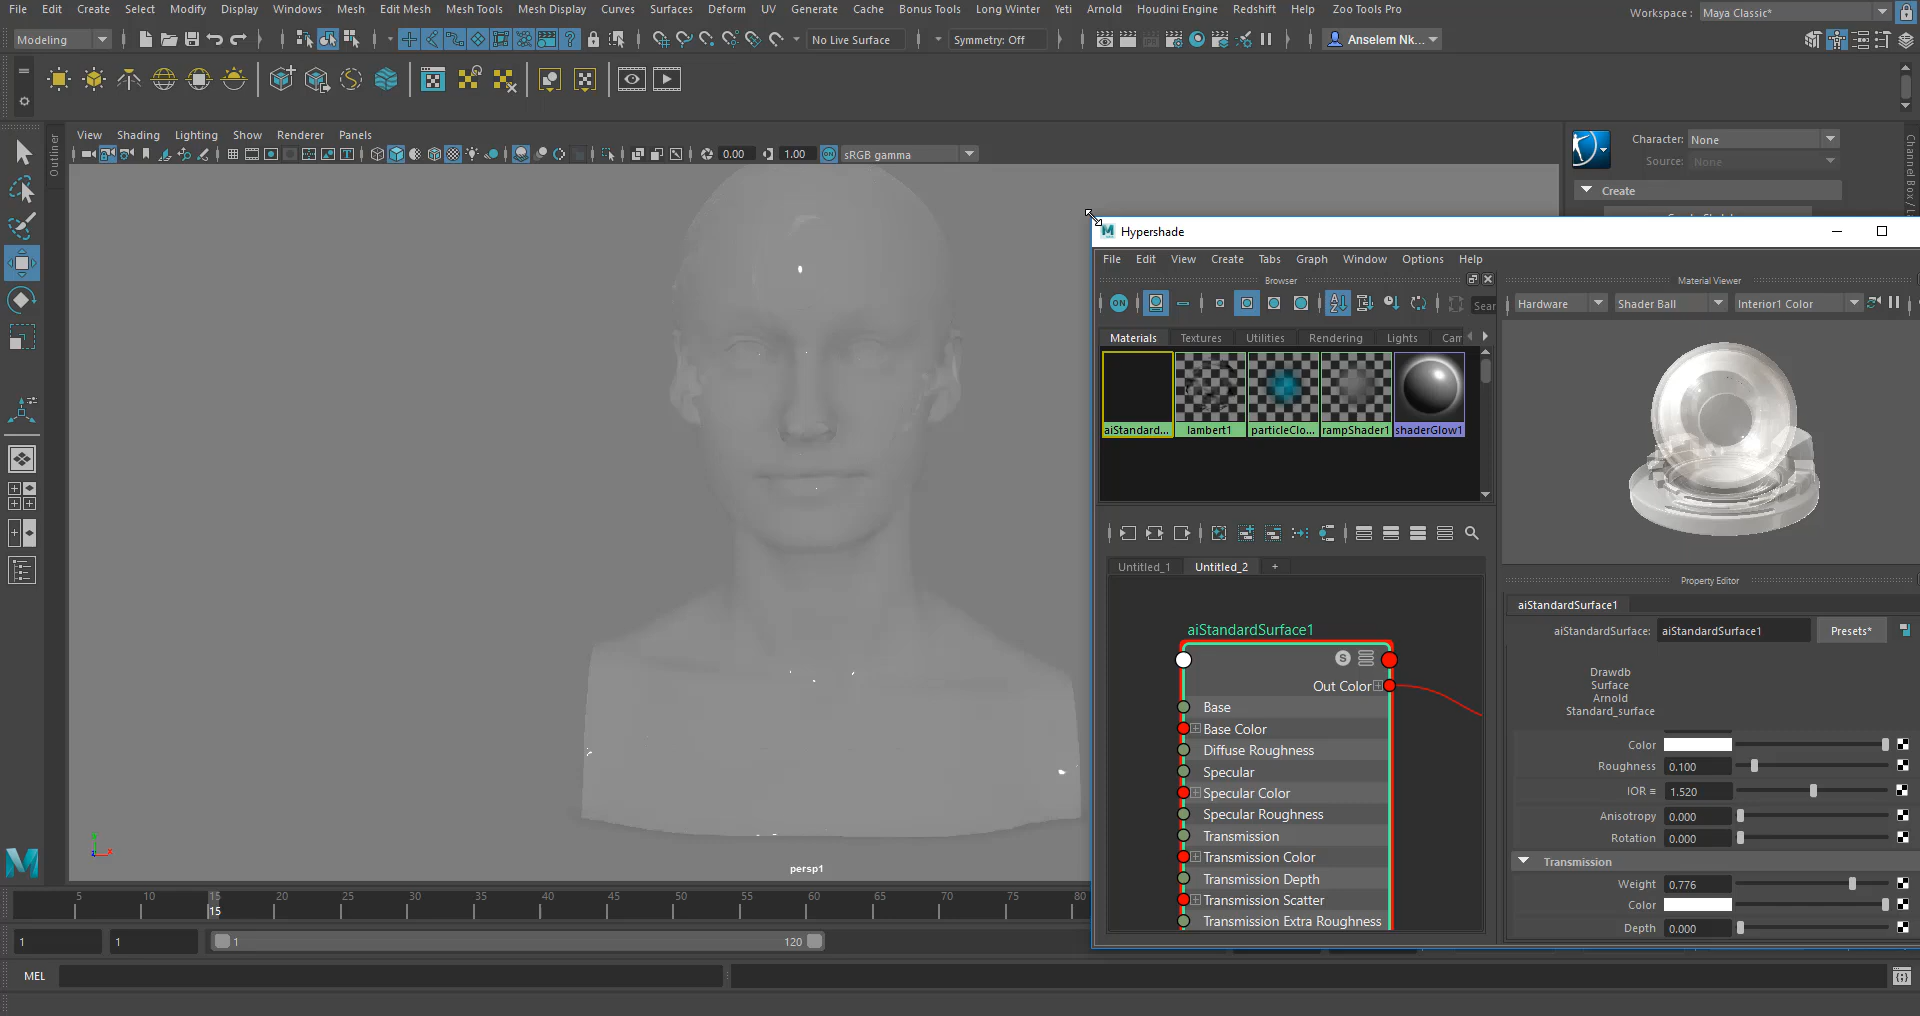 File Edit Create Select Modify Display Windows Mesh Edit Mesh Mesh Tools Mesh Display Curves Surfaces Deform UV Generate Cache Bonus Tools Long Winter Yeti Arnold Houdini Engine Redshift Help Zoo Tools Pro
Workspace : Maya Classic*
Modeling
No Live Surface
Symmetry: Off
Anselem Nk...
Outliner
View Shading Lighting Show Renderer Panels
0.00
1.00
ON
sRGB gamma
Character: None
Source: None
Channel Box / L
Create
persp1
M Hypershade
File Edit View Create Tabs Graph Window Options Help
Browser
ON
Sear
Materials Textures Utilities Rendering Lights Cam
aiStandard... lambert1 particleClo... rampShader1 shaderGlow1
Material Viewer
Hardware Shader Ball Interior1 Color
Untitled_1 Untitled_2 +
aiStandardSurface1
S
Out Color
Base
Base Color
Diffuse Roughness
Specular
Specular Color
Specular Roughness
Transmission
Transmission Color
Transmission Depth
Transmission Scatter
Transmission Extra Roughness
Property Editor
aiStandardSurface1
aiStandardSurface: aiStandardSurface1 Presets*
Drawdb
Surface
Arnold
Standard_surface
Color
Roughness 0.100
IOR = 1.520
Anisotropy 0.000
Rotation 0.000
Transmission
Weight 0.776
Color
Depth 0.000
5 10 15 20 25 30 35 40 45 50 55 60 65 70 75 80
15
1 1 1 120
MEL